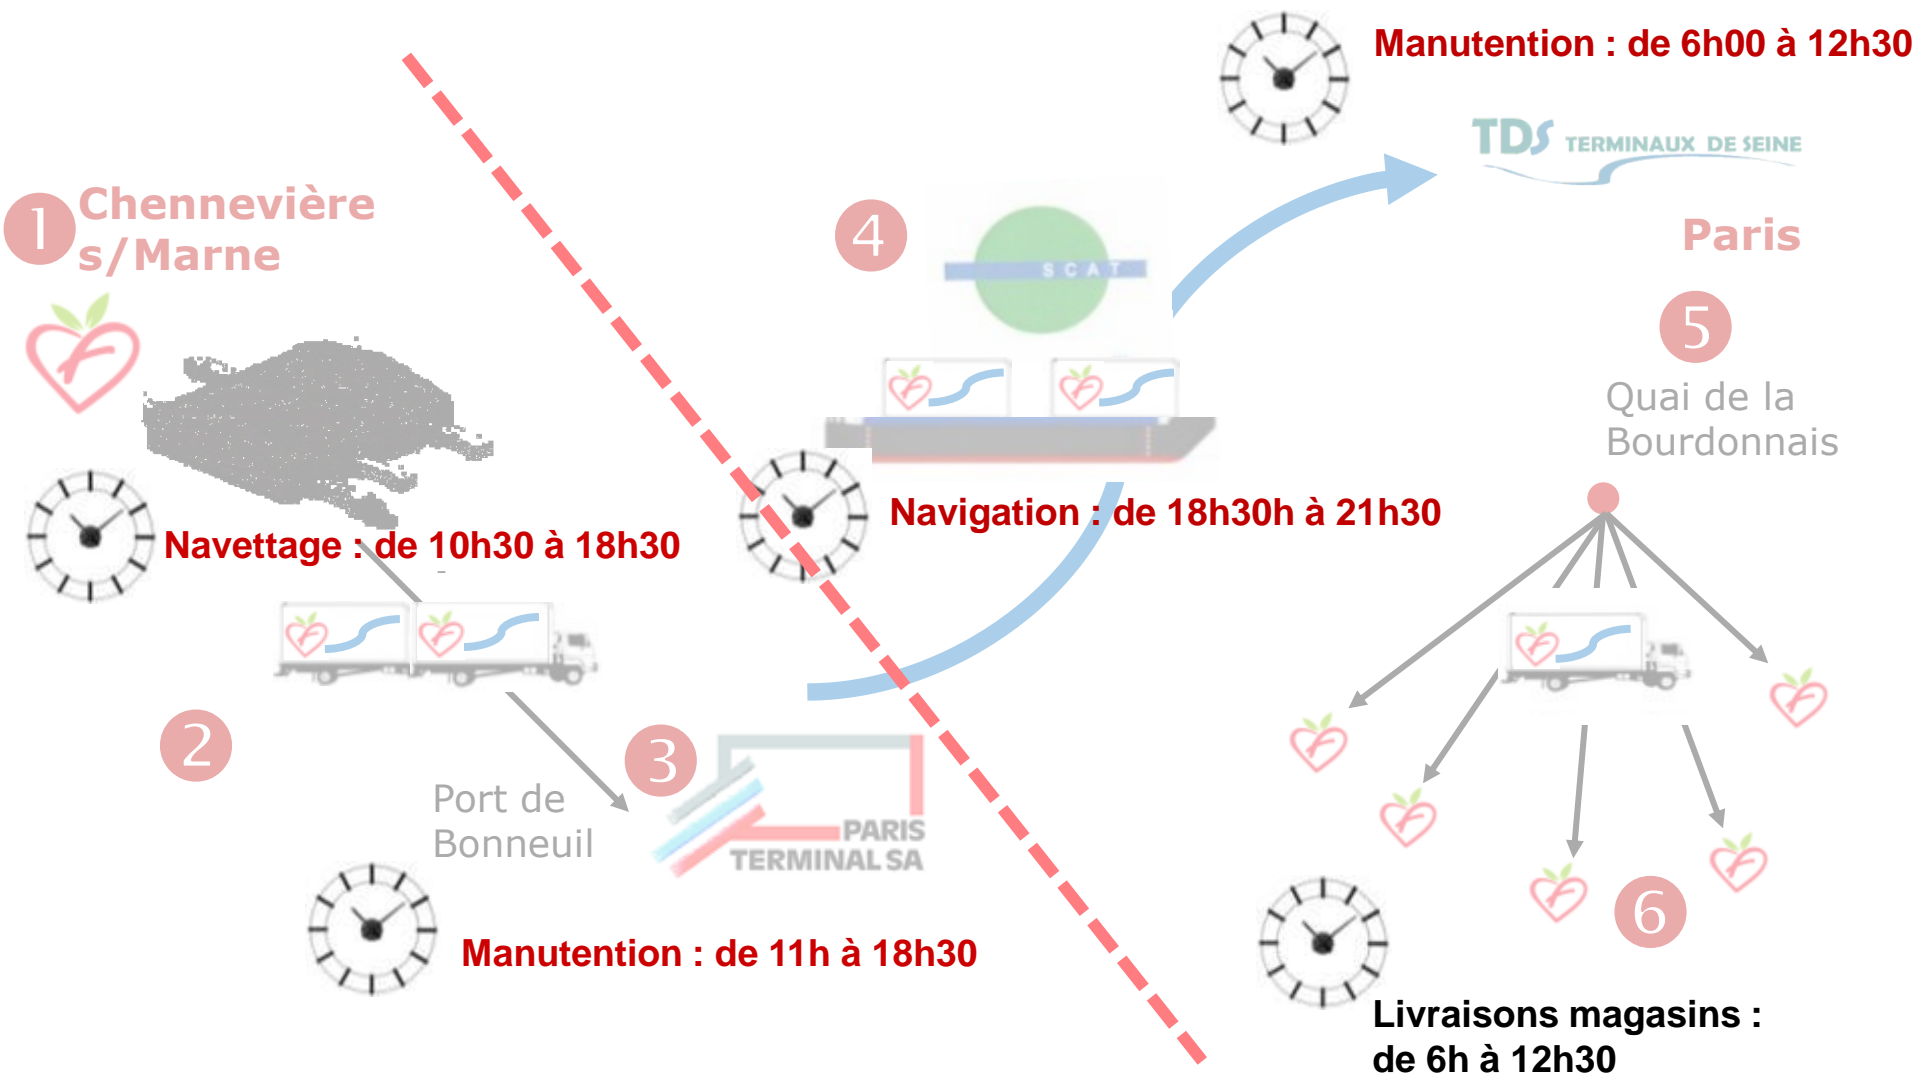 Manutention : de 6h00 à 12h30
TDS TERMINAUX DE SEINE
1
Chennevière
s/Marne
4
SCAT
Paris
5
Quai de la
Bourdonnais
Navigation : de 18h30h à 21h30
Navettage : de 10h30 à 18h30
2
3
Port de
Bonneuil
PARIS
TERMINAL SA
Manutention : de 11h à 18h30
6
Livraisons magasins :
de 6h à 12h30